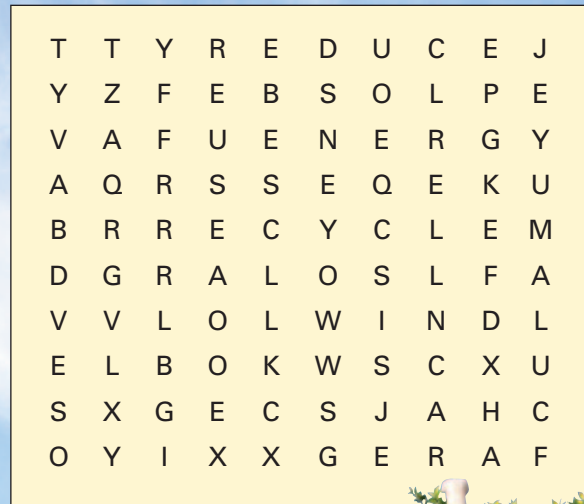 T T Y R E D U C E J
Y Z F E B S O L P E
V A F U E N E R G Y
A Q R S S E Q E K U
B R R E C Y C L E M
D G R A L O S L F A
V V L O L W I N D L
E L B O K W S C X U
S X G E C S J A H C
O Y I X X G E R A F